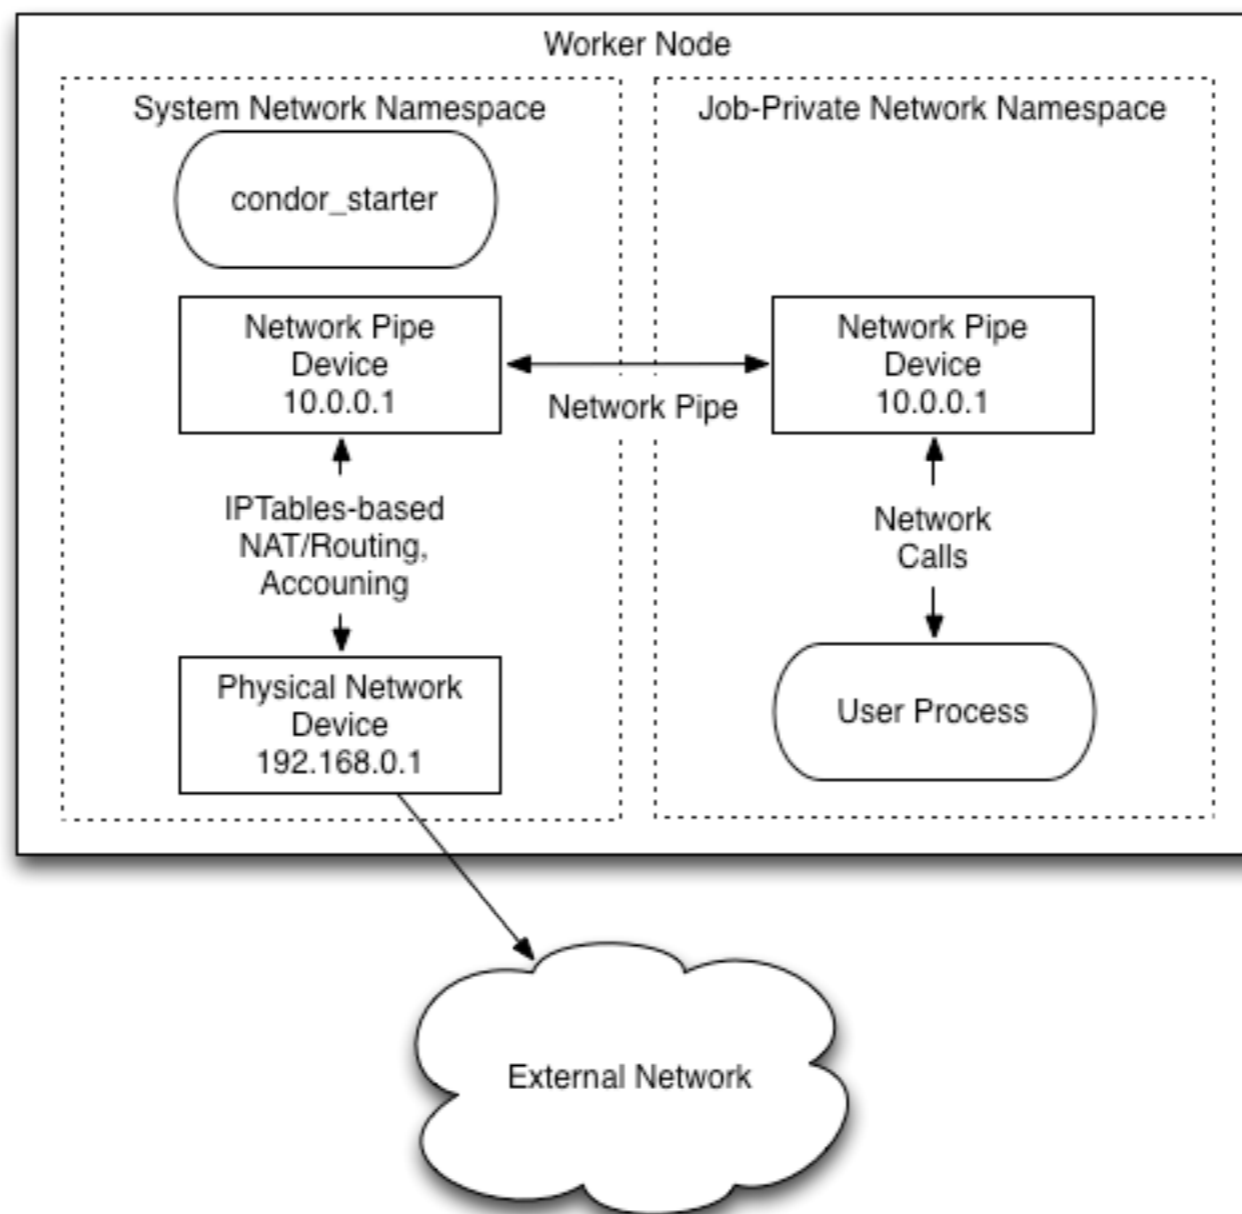 Worker Node
System Network Namespace
condor_starter
Network Pipe
Device
10.0.0.1
IPTables-based
NAT/Routing,
Accouning
Physical Network
Device
192.168.0.1
Network Pipe
Job-Private Network Namespace
Network Pipe
Device
10.0.0.1
Network
Calls
User Process
External Network